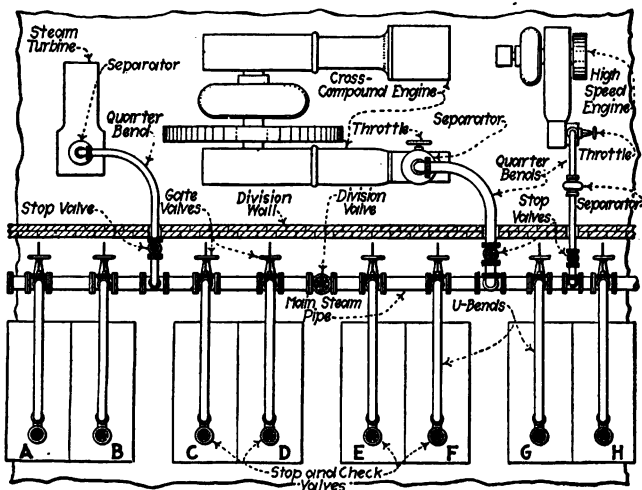 Steam
Turbine
Separator
Quarter
Bend
Cross-
Compound Engine
Throttle
Separator
High
Speed
Engine
Quarter
Bends
Throttle
Stop Valve
Gate
Valves
Division
Wall
Division
Valve
Stop
Valves
Separator
Main Steam
Pipe
U-Bends
A
B
C
D
E
F
G
H
Stop and Check
Valves